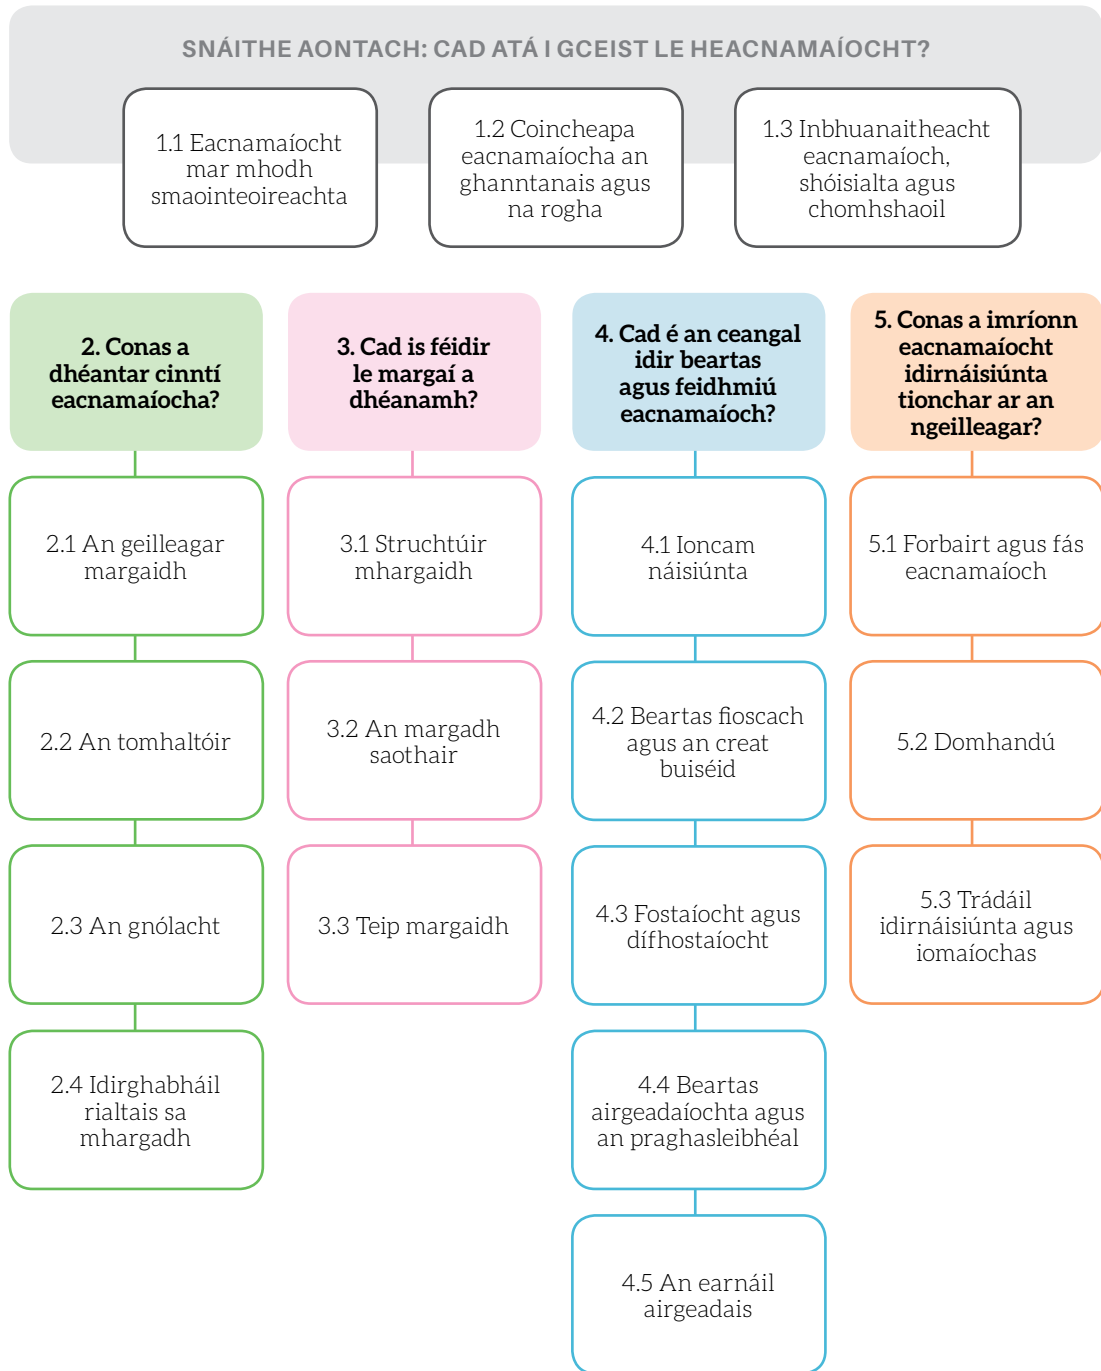 SNÁITHE AONTACH: CAD ATÁ I GCEIST LE HEACNAMAÍOCHT?
1.1 Eacnamaíocht
mar mhodh
smaointeoireachta
1.2 Coincheapa
eacnamaíocha an
ghanntanais agus
na rogha
1.3 Inbhuanaitheacht
eacnamaíoch,
shóisialta agus
chomhshaoil
2. Conas a
dhéantar cinntí
eacnamaíocha?
2.1 An geilleagar
margaidh
2.2 An tomhaltóir
2.3 An gnólacht
2.4 Idirghabháil
rialtais sa
mhargadh
3. Cad is féidir
le margaí a
dhéanamh?
3.1 Struchtúir
mhargaidh
3.2 An margadh
saothair
3.3 Teip margaidh
4. Cad é an ceangal
idir beartas
agus feidhmiú
eacnamaíoch?
4.1 Ioncam
náisiúnta
4.2 Beartas fioscach
agus an creat
buiséid
4.3 Fostaíocht agus
dífhostaíocht
4.4 Beartas
airgeadaíochta agus
an praghasleibhéal
4.5 An earnáil
airgeadais
5. Conas a imríonn
eacnamaíocht
idirnáisiúnta
tionchar ar an
ngeilleagar?
5.1 Forbairt agus fás
eacnamaíoch
5.2 Domhandú
5.3 Trádáil
idirnáisiúnta agus
iomaíochas